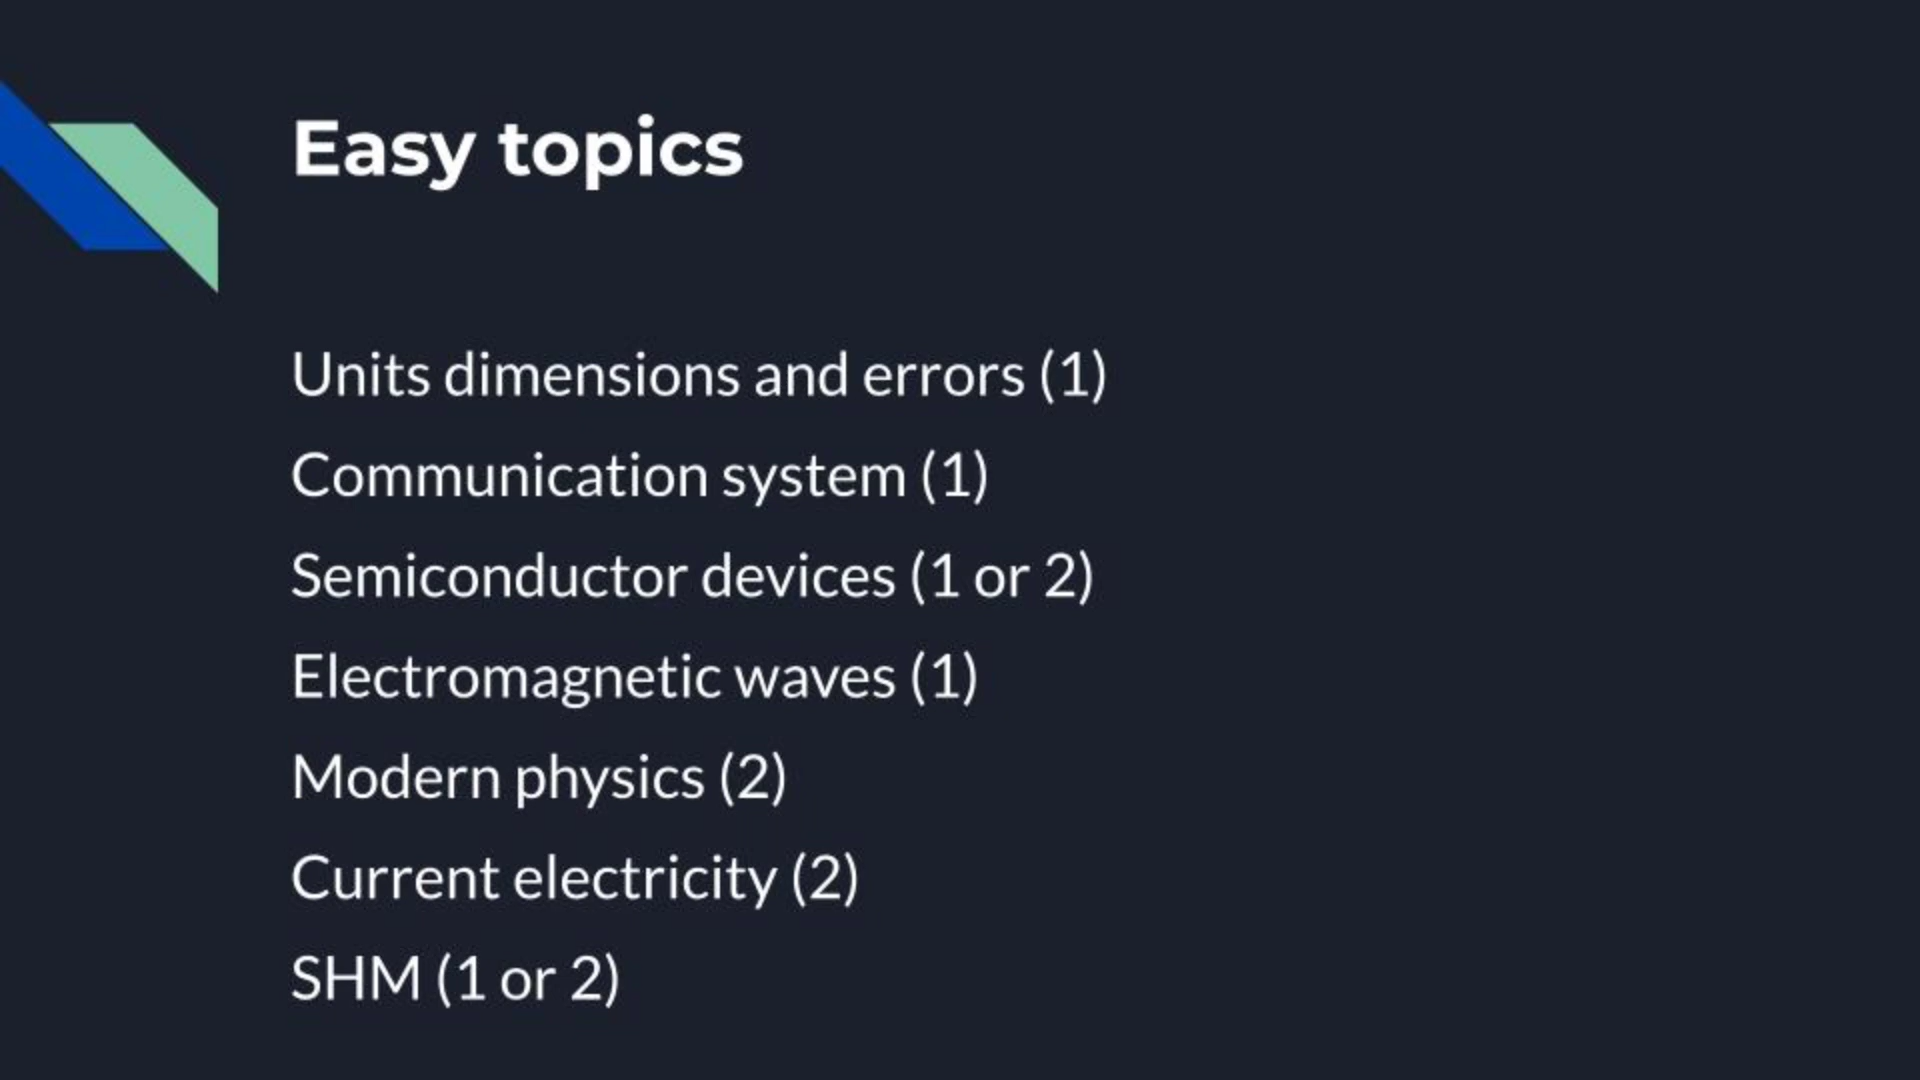 Easy topics
Units dimensions and errors (1)
Communication system (1)
Semiconductor devices (1 or 2)
Electromagnetic waves (1)
Modern physics (2)
Current electricity (2)
SHM (1 or 2)